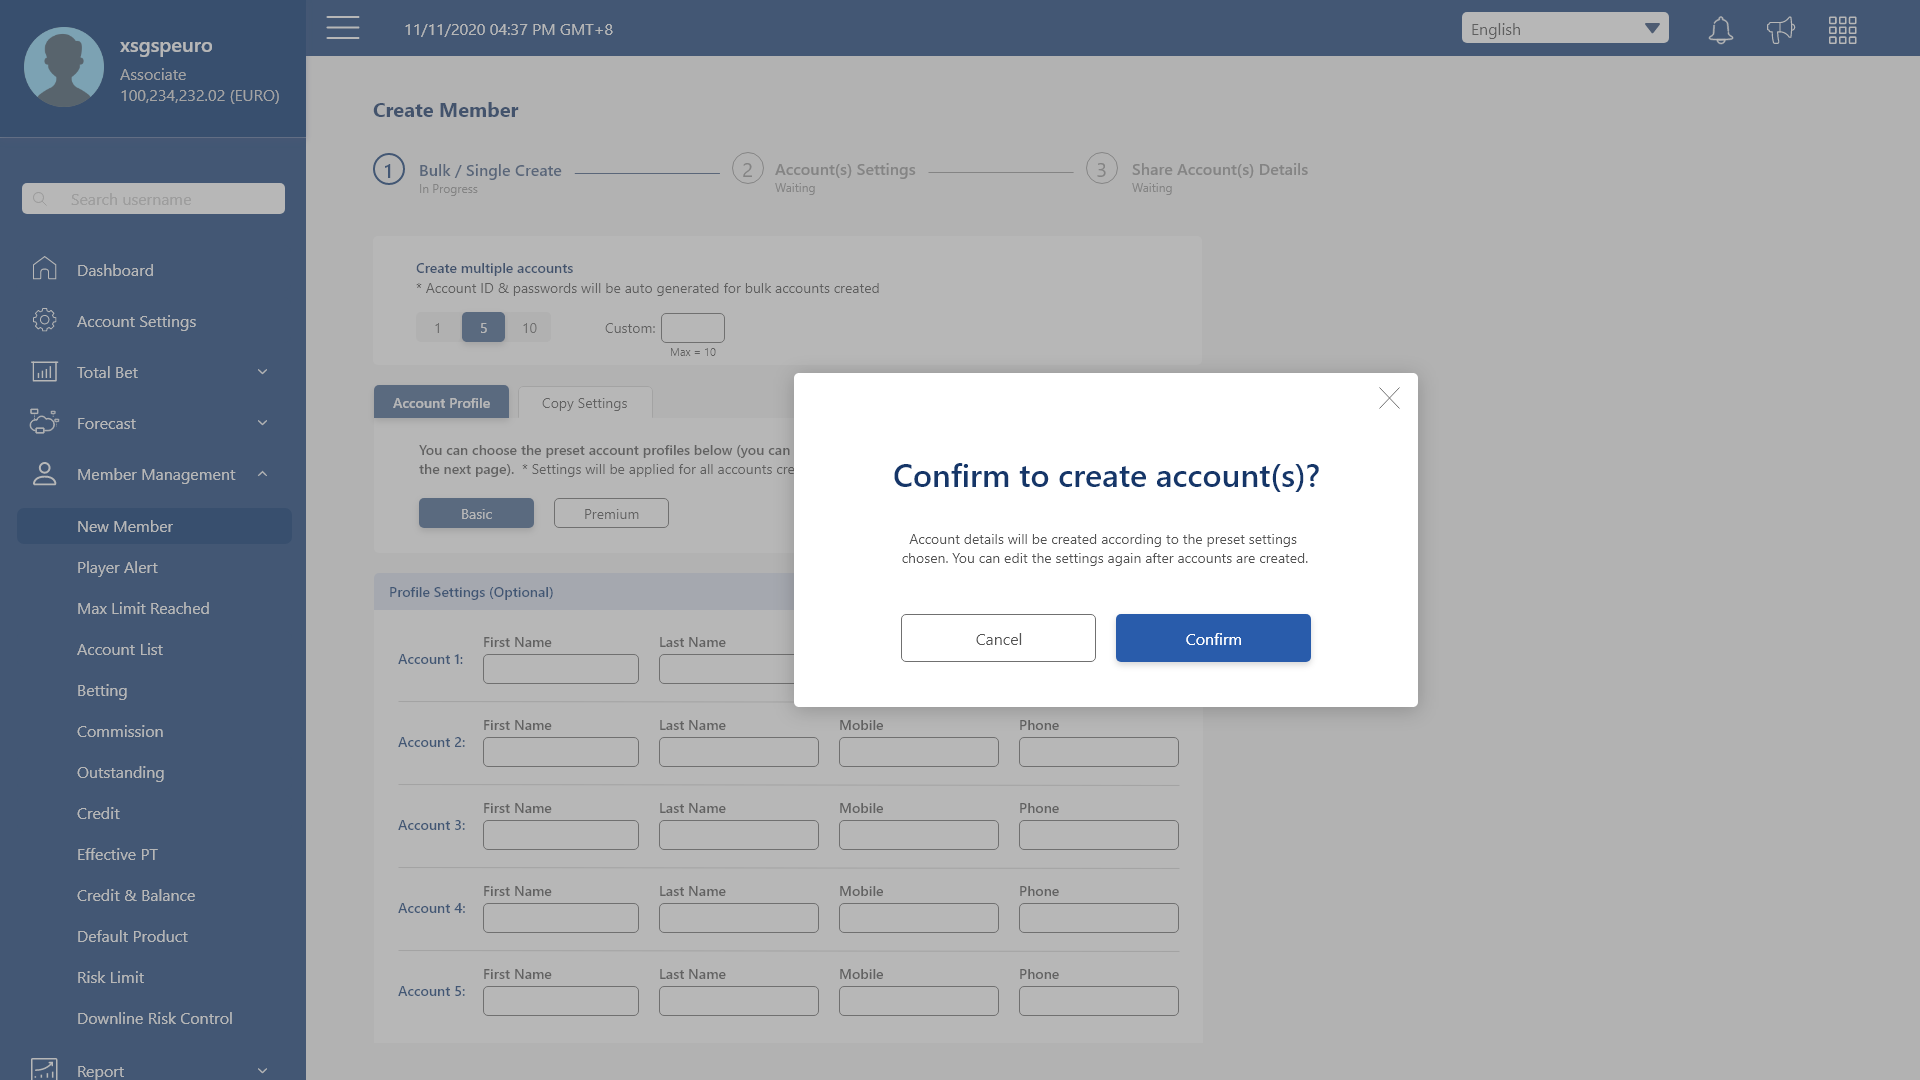 xsgspeuro
Associate
100,234,232.02 (EURO)
11/11/2020 04:37 PM GMT+8
English
Search username
Dashboard
Account Settings
Total Bet
Forecast
Member Management
New Member
Player Alert
Max Limit Reached
Account List
Betting
Commission
Outstanding
Credit
Effective PT
Credit & Balance
Default Product
Risk Limit
Downline Risk Control
Report
Create Member
1 Bulk / Single Create
In Progress
2 Account(s) Settings
Waiting
3 Share Account(s) Details
Waiting
Create multiple accounts
* Account ID & passwords will be auto generated for bulk accounts created
1 5 10 Custom:
Max = 10
Account Profile Copy Settings
You can choose the preset account profiles below (you can
the next page). * Settings will be applied for all accounts cre
Basic Premium
Profile Settings (Optional)
First Name Last Name
Account 1:
First Name Last Name Mobile Phone
Account 2:
First Name Last Name Mobile Phone
Account 3:
First Name Last Name Mobile Phone
Account 4:
First Name Last Name Mobile Phone
Account 5:
Confirm to create account(s)?
Account details will be created according to the preset settings
chosen. You can edit the settings again after accounts are created.
Cancel Confirm